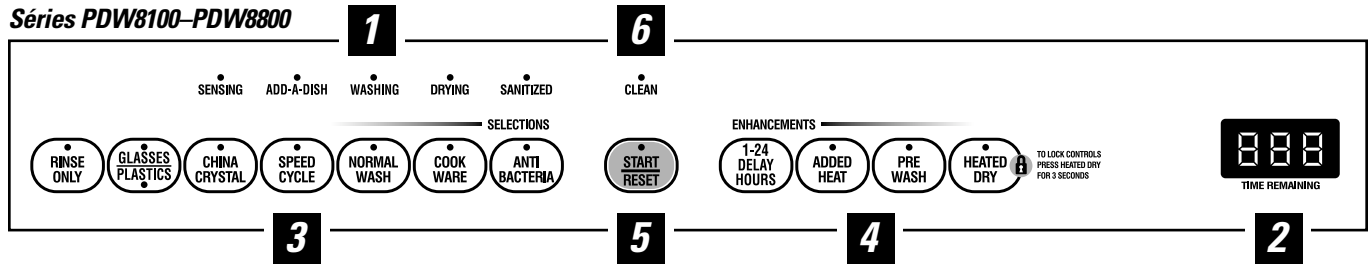 Séries PDW8100–PDW8800
1
6
SENSING
ADD-A-DISH
WASHING
DRYING
SANITIZED
CLEAN
SELECTIONS
ENHANCEMENTS
RINSE
ONLY
GLASSES
PLASTICS
CHINA
CRYSTAL
SPEED
CYCLE
NORMAL
WASH
COOK
WARE
ANTI
BACTERIA
START
RESET
1-24
DELAY
HOURS
ADDED
HEAT
PRE
WASH
HEATED
DRY
TO LOCK CONTROLS
PRESS HEATED DRY
FOR 3 SECONDS
888
TIME REMAINING
3
5
4
2